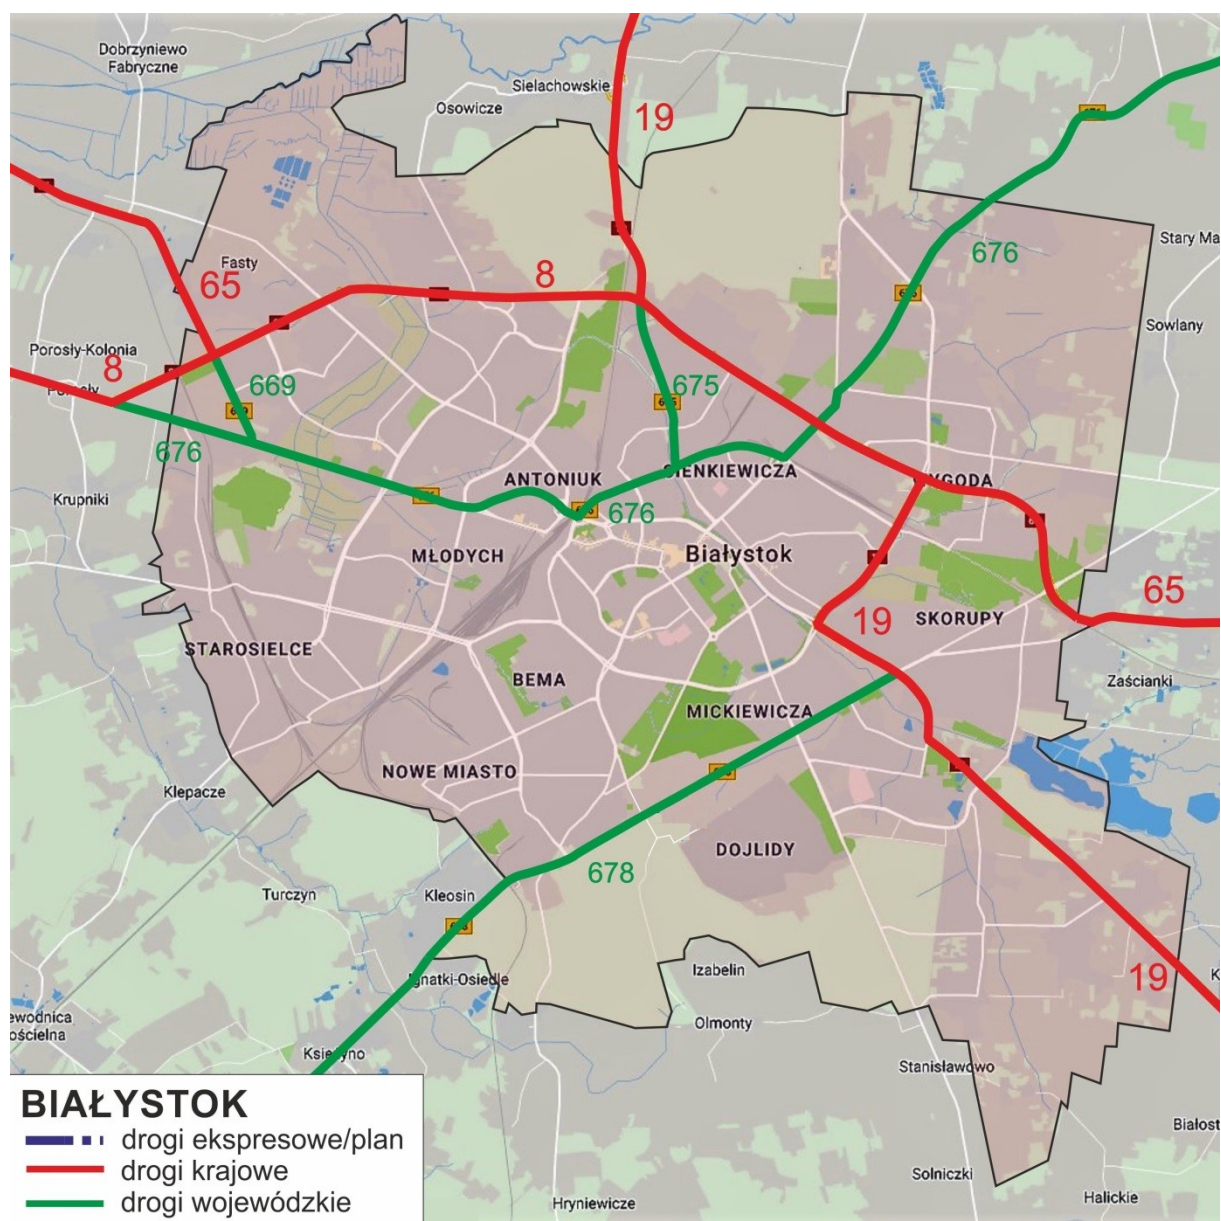 Dobrzyniewo
Fabryczne
Sielachowskie
Osowicze
19
676
Stary Ma
Fasty
65
8
Sowlany
Porosły-Kolonia
8
669
675
676
ANTONIUK
SIENKIEWICZA
WYGODA
Krupniki
676
MŁODYCH
Białystok
65
19
SKORUPY
STAROSIELCE
BEMA
Zaścianki
MICKIEWICZA
NOWE MIASTO
Klepacze
DOJLIDY
678
Turczyn
Kleosin
Izabelin
19
Ignatki-Osiedle
K
ewodnica
ościelna
Olmonty
Księżyno
Stanisławowo
BIAŁYSTOK
drogi ekspresowe/plan
drogi krajowe
drogi wojewódzkie
Białost
Solniczki
Hryniewicze
Halickie